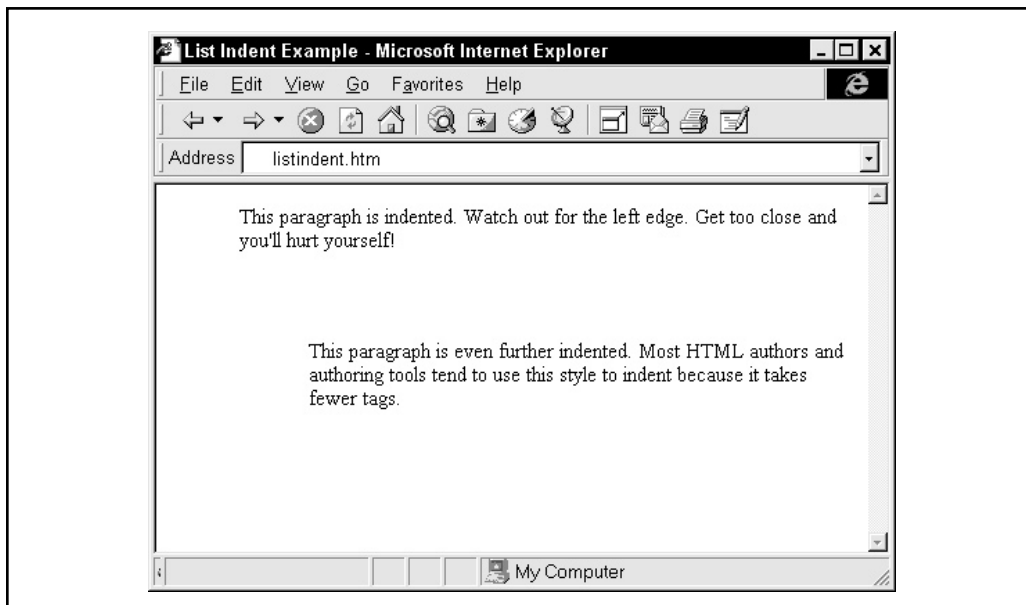 List Indent Example - Microsoft Internet Explorer
File Edit View Go Favorites Help
Address listindent.htm
This paragraph is indented. Watch out for the left edge. Get too close and
you'll hurt yourself!
This paragraph is even further indented. Most HTML authors and
authoring tools tend to use this style to indent because it takes
fewer tags.
My Computer